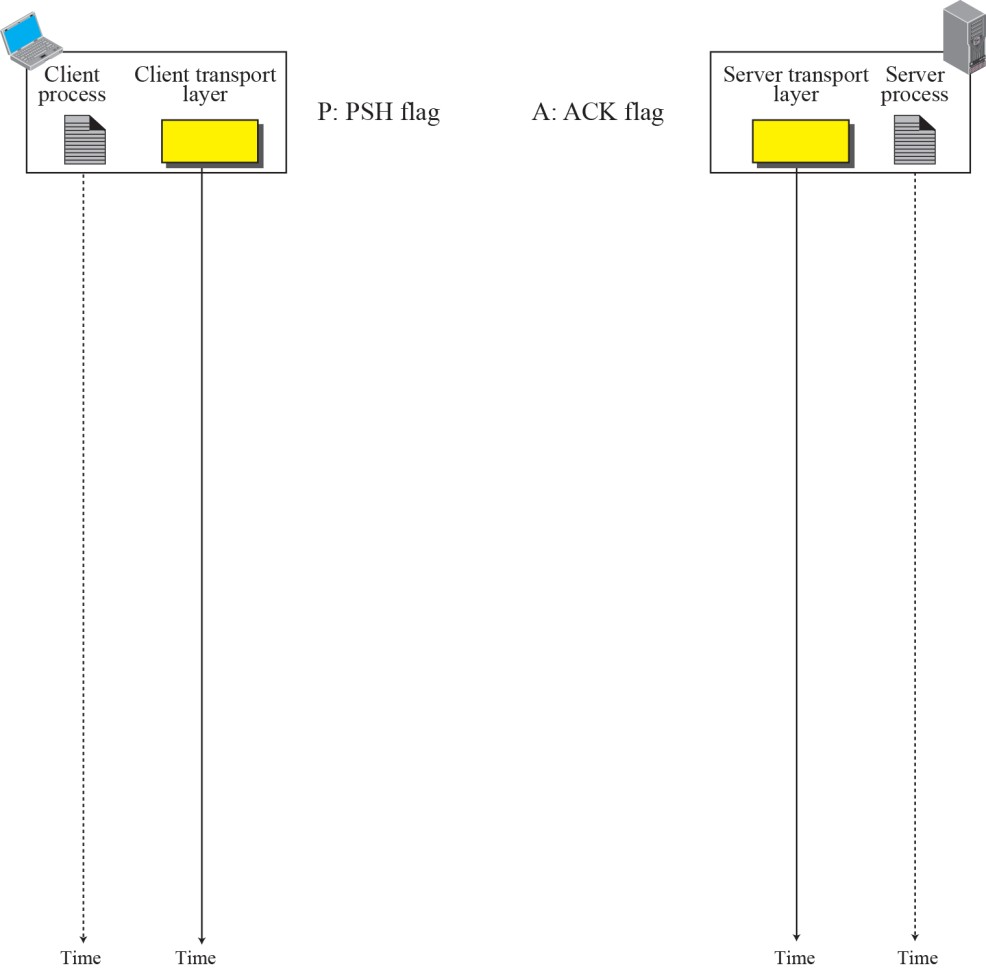 Client process
Client transport layer
P: PSH flag
A: ACK flag
Server transport layer
Server process
Time
Time
Time
Time